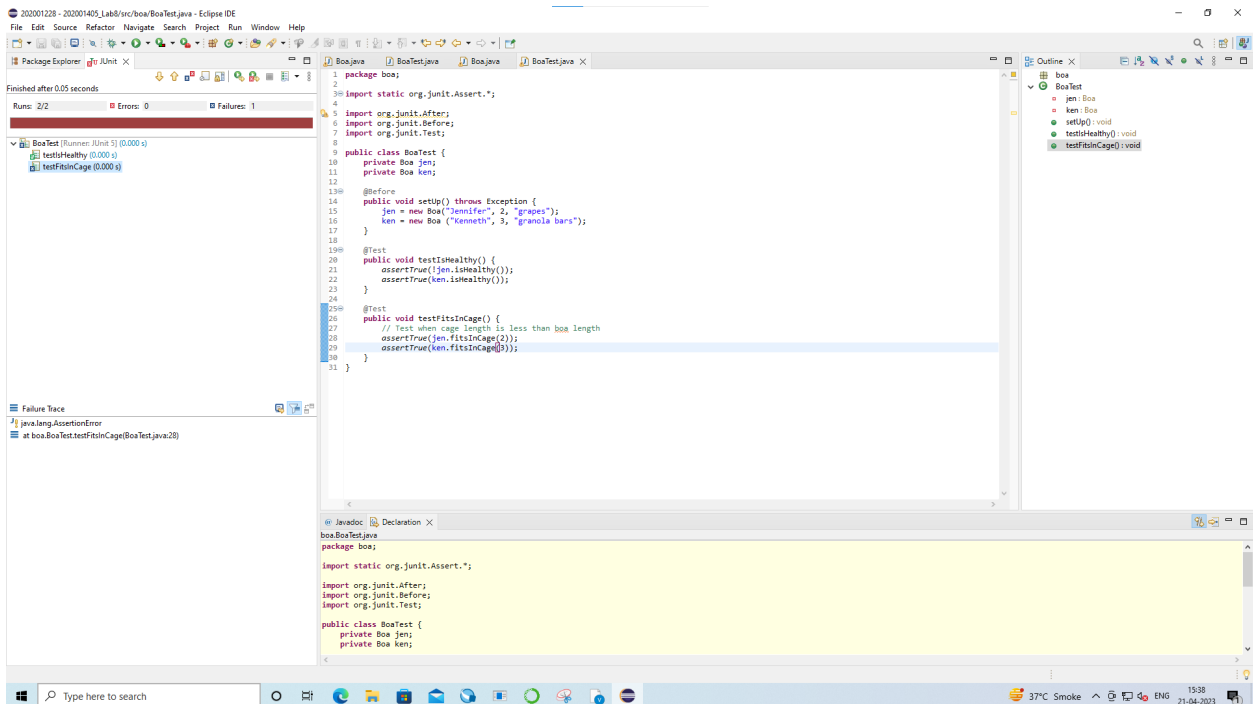 202001228 - 202001405_Lab8/src/boa/BoaTest.java - Eclipse IDE
File Edit Source Refactor Navigate Search Project Run Window Help
Package Explorer JUnit
Finished after 0.05 seconds
Runs: 2/2 Errors: 0 Failures: 1
BoaTest [Runner: JUnit 5] (0.000 s)
testIsHealthy (0.000 s)
testFitsInCage (0.000 s)
Failure Trace
java.lang.AssertionError
at boa.BoaTest.testFitsInCage(BoaTest.java:28)
Boa.java BoaTest.java Boa.java BoaTest.java
1 package boa;
2
3 import static org.junit.Assert.*;
4
5 import org.junit.After;
6 import org.junit.Before;
7 import org.junit.Test;
8
9 public class BoaTest {
10 private Boa jen;
11 private Boa ken;
12
13 @Before
14 public void setUp() throws Exception {
15 jen = new Boa("Jennifer", 2, "grapes");
16 ken = new Boa ("Kenneth", 3, "granola bars");
17 }
18
19 @Test
20 public void testIsHealthy() {
21 assertTrue(!jen.isHealthy());
22 assertTrue(ken.isHealthy());
23 }
24
25 @Test
26 public void testFitsInCage() {
27 // Test when cage length is less than boa length
28 assertTrue(jen.fitsInCage(2));
29 assertTrue(ken.fitsInCage(3));
30 }
31 }
Outline
boa
BoaTest
jen : Boa
ken : Boa
setUp() : void
testIsHealthy() : void
testFitsInCage() : void
Javadoc Declaration
boa.BoaTest.java
package boa;
import static org.junit.Assert.*;
import org.junit.After;
import org.junit.Before;
import org.junit.Test;
public class BoaTest {
private Boa jen;
private Boa ken;
Type here to search
37°C Smoke
ENG
15:38
21-04-2023